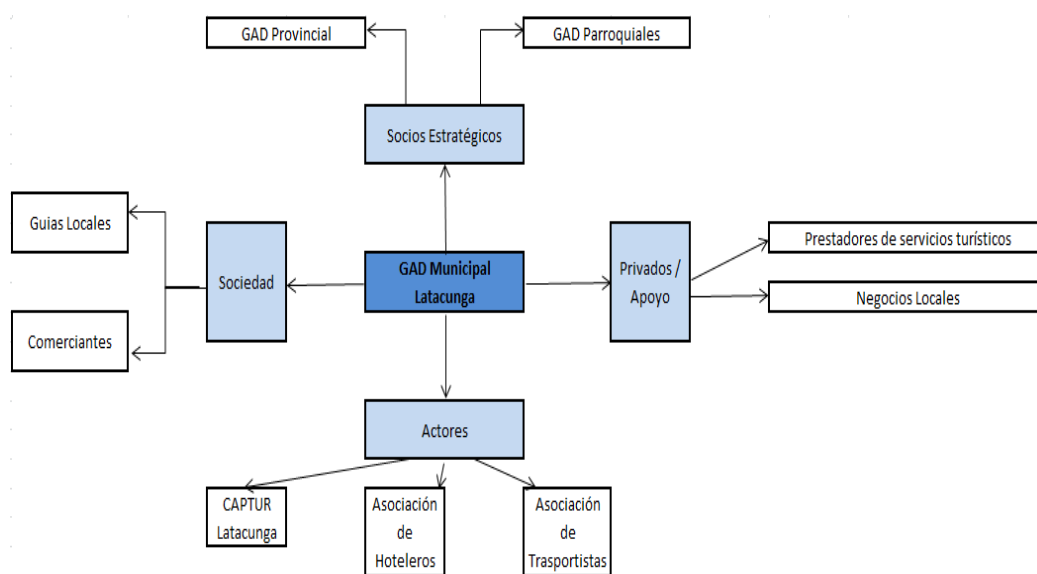 GAD Provincial
GAD Parroquiales
Socios Estratégicos
Guias Locales
Comerciantes
Sociedad
GAD Municipal
Latacunga
Privados /
Apoyo
Prestadores de servicios turísticos
Negocios Locales
Actores
CAPTUR
Latacunga
Asociación
de
Hoteleros
Asociación
de
Trasportistas